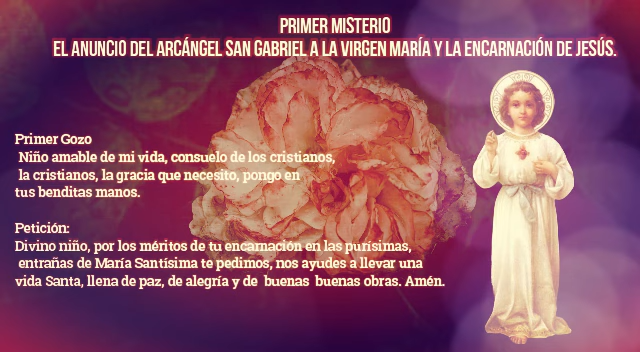 PRIMER MISTERIO
EL ANUNCIO DEL ARCÁNGEL SAN GABRIEL A LA VIRGEN MARÍA Y LA ENCARNACIÓN DE JESÚS.
Primer Gozo
Niño amable de mi vida, consuelo de los cristianos,
la cristianos, la gracia que necesito, pongo en
tus benditas manos.
Petición:
Divino niño, por los méritos de tu encarnación en las purísimas,
entrañas de María Santísima te pedimos, nos ayudes a llevar una
vida Santa, llena de paz, de alegría y de buenas buenas obras. Amén.